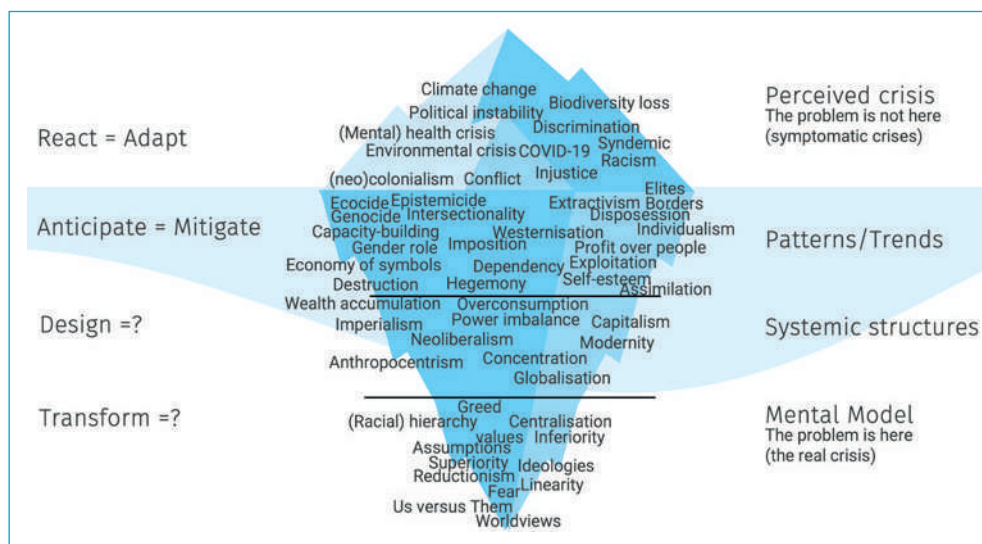 Climate change
Biodiversity loss
Political instability
(Mental) health crisis
Discrimination
Environmental crisis
COVID-19
Syndemic
Racism
(neo)colonialism
Conflict
Injustice
Elites
React = Adapt
Perceived crisis
The problem is not here
(symptomatic crises)
Ecocide
Epistemicide
Extractivism
Borders
Genocide
Intersectionality
Disposession
Capacity-building
Westernisation
Individualism
Gender role
Imposition
Profit over people
Economy of symbols
Dependency
Exploitation
Destruction
Hegemony
Self-esteem
Assimilation
Anticipate = Mitigate
Patterns/Trends
Wealth accumulation
Overconsumption
Imperialism
Power imbalance
Capitalism
Neoliberalism
Modernity
Anthropocentrism
Concentration
Globalisation
Design =?
Systemic structures
Greed
(Racial) hierarchy
Centralisation
values
Inferiority
Assumptions
Superiority
Ideologies
Reductionism
Linearity
Fear
Us versus Them
Worldviews
Transform =?
Mental Model
The problem is here
(the real crisis)